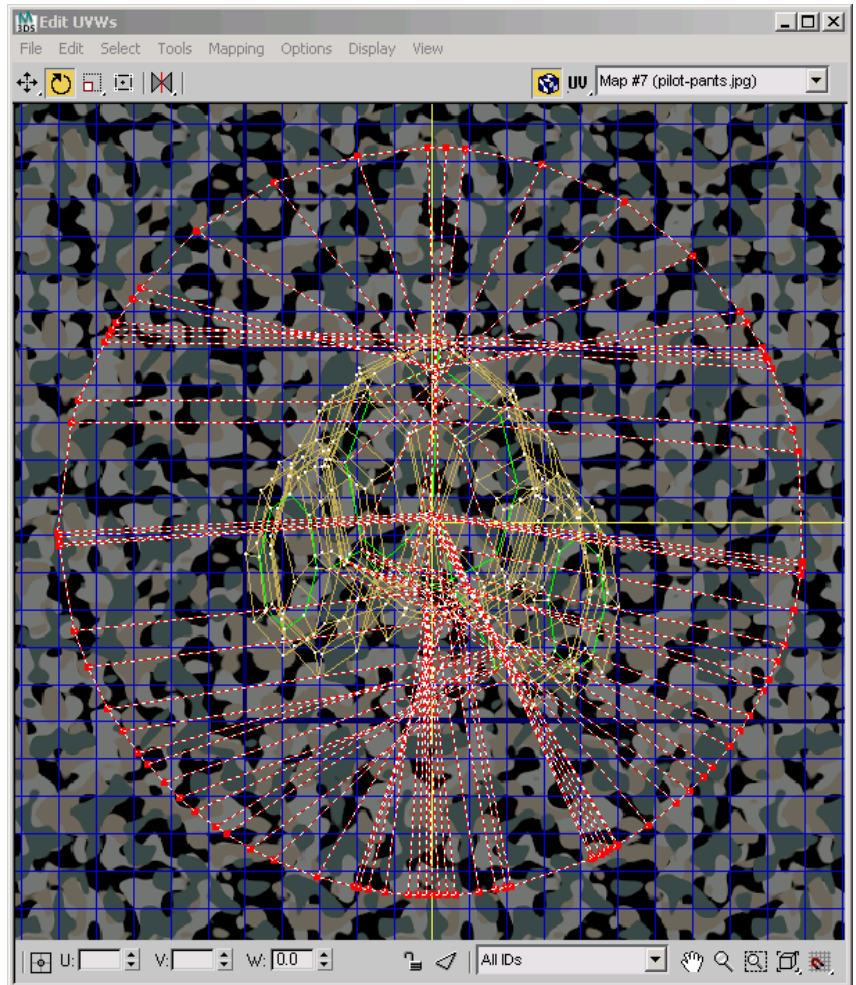 M
3DS
Edit UVWs
File Edit Select Tools Mapping Options Display View
UV Map #7 (pilot-pants.jpg)
U: V: W: 0.0 All IDs